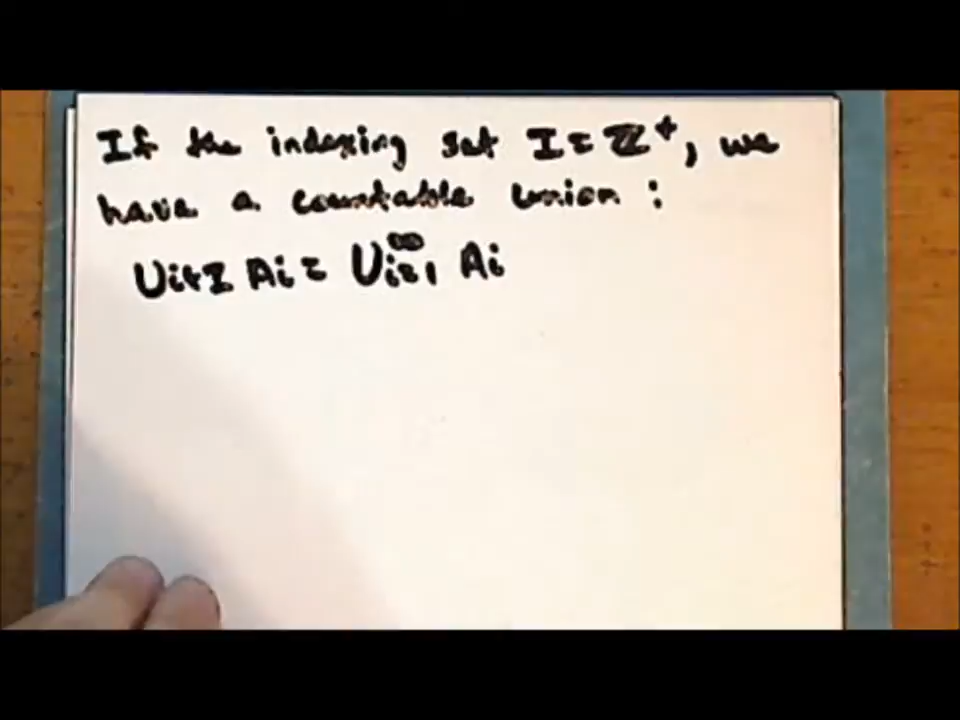 If the indexing set I = ℤ⁺, we
have a countable union :
∪i∈I Ai = ∪^∞ i=1 Ai